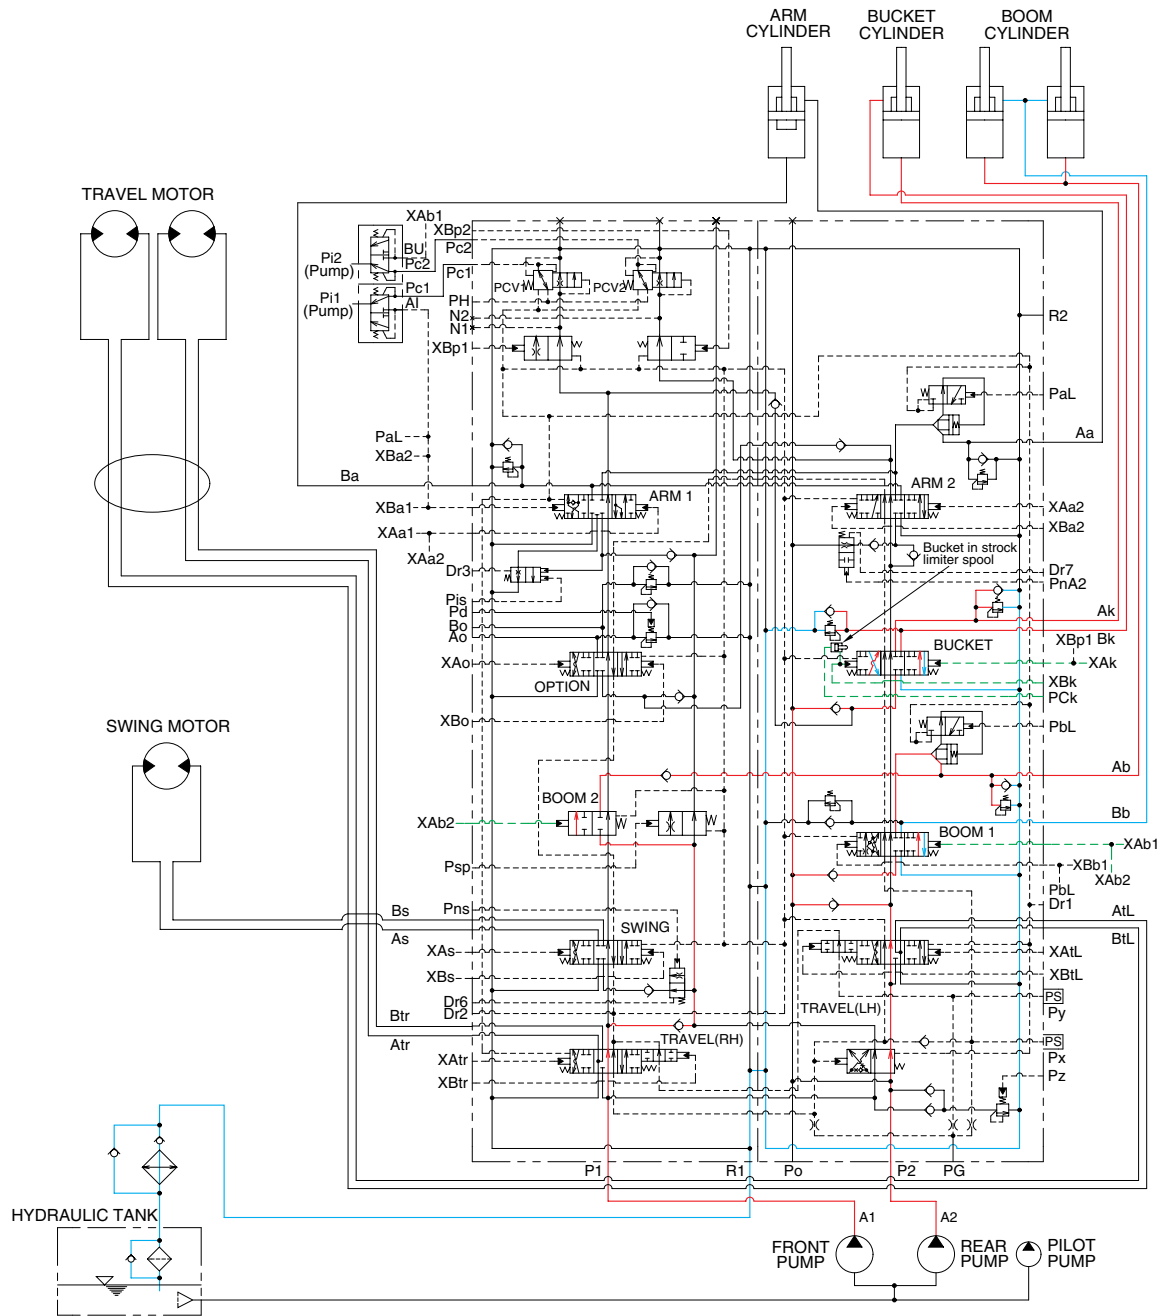 ARM
CYLINDER
BUCKET
CYLINDER
BOOM
CYLINDER
TRAVEL MOTOR
XAb1
XBp2
Pc2
BU
Pi2
(Pump)
Pc2
Pc1
Pc1
Pi1
(Pump)
AI
PCV1
PCV2
PH
N2
N1
R2
XBp1
PaL
Aa
PaL
XBa2
Ba
ARM 1
ARM 2
XBa1
XAa2
XAa1
XBa2
XAa2
Bucket in strock
limiter spool
Dr3
Dr7
Pis
PnA2
Pd
Bo
Ao
Ak
XBp1
Bk
BUCKET
XAo
XAk
OPTION
XBk
PCk
XBo
SWING MOTOR
PbL
Ab
BOOM 2
Bb
XAb2
BOOM 1
XAb1
Psp
XBb1
XAb2
PbL
Dr1
Pns
Bs
AtL
SWING
As
BtL
XAs
XAtL
XBs
XBtL
Dr6
Dr2
PS
Py
TRAVEL(LH)
Btr
TRAVEL(RH)
PS
Atr
XAtr
Px
XBtr
Pz
P1
R1
Po
P2
PG
HYDRAULIC TANK
A1
A2
FRONT
PUMP
REAR
PUMP
PILOT
PUMP